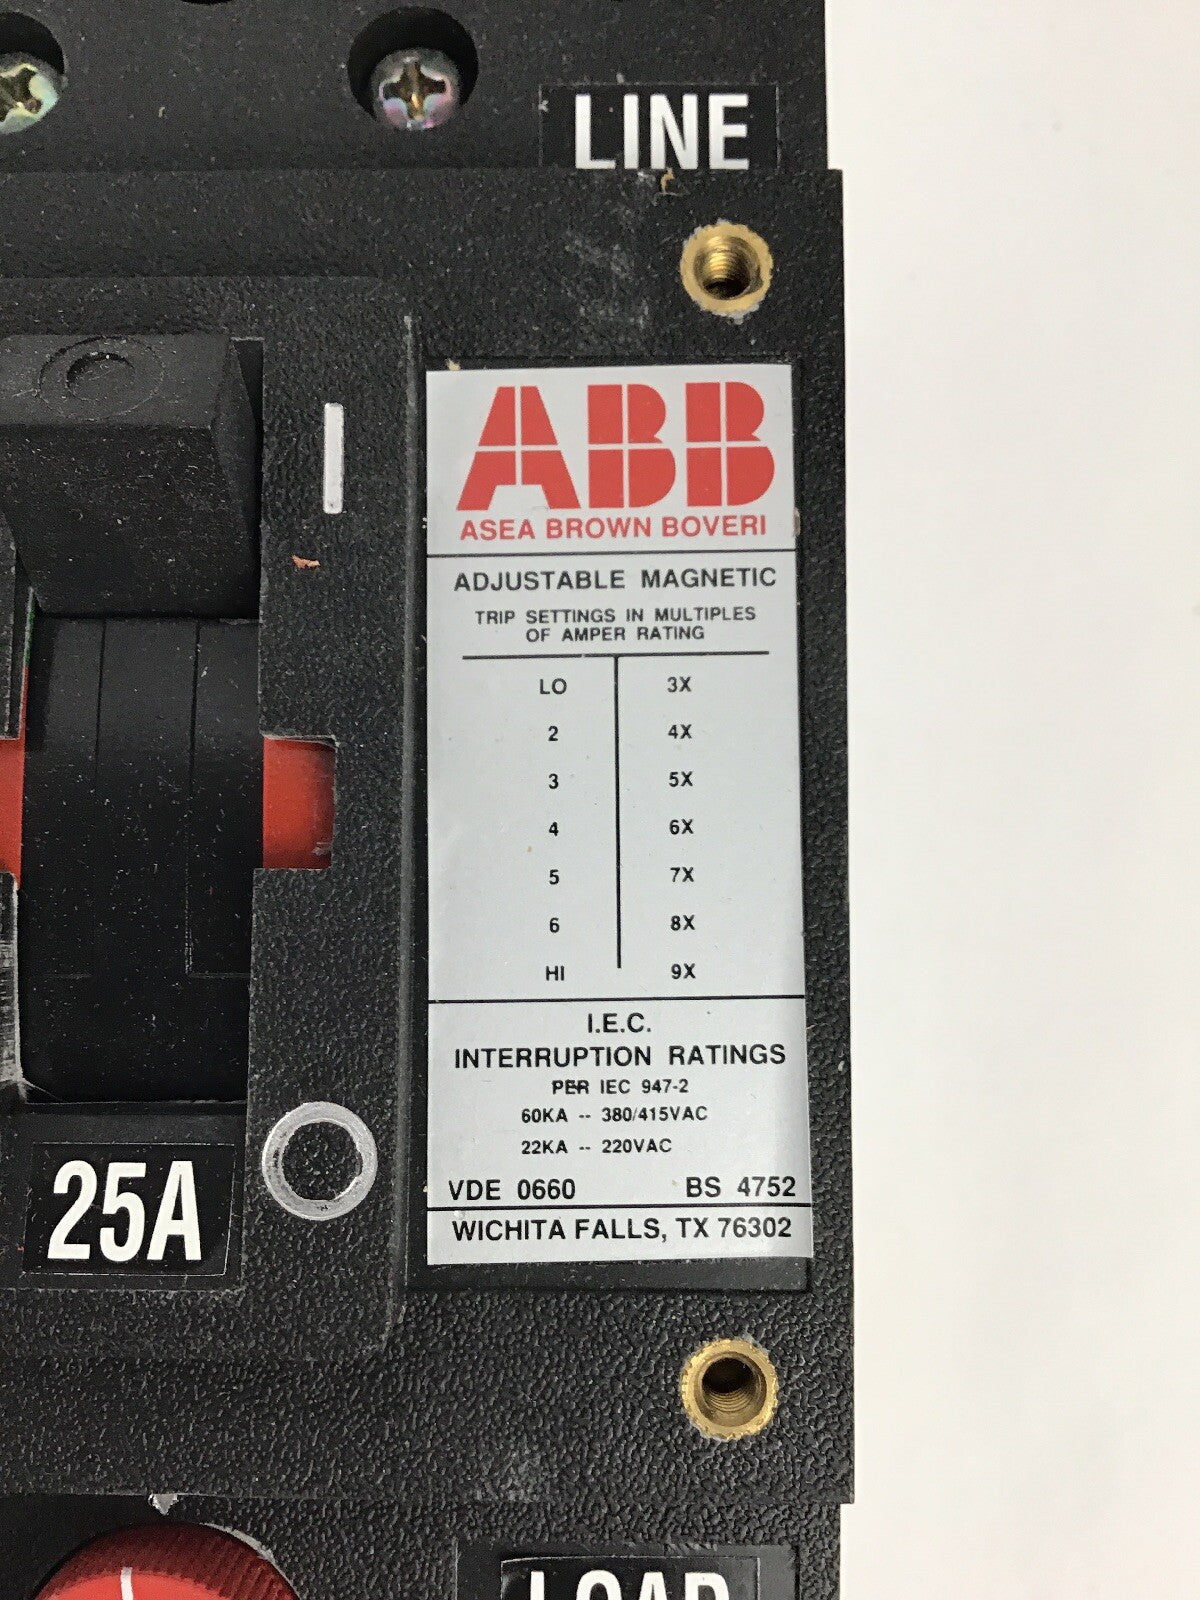 LINE
ABB
ASEA BROWN BOVERI
ADJUSTABLE MAGNETIC
TRIP SETTINGS IN MULTIPLES
OF AMPER RATING
LO 3X
2 4X
3 5X
4 6X
5 7X
6 8X
HI 9X
I.E.C.
INTERRUPTION RATINGS
PER IEC 947-2
60KA -- 380/415VAC
22KA -- 220VAC
VDE 0660 BS 4752
WICHITA FALLS, TX 76302
25A
LOAD